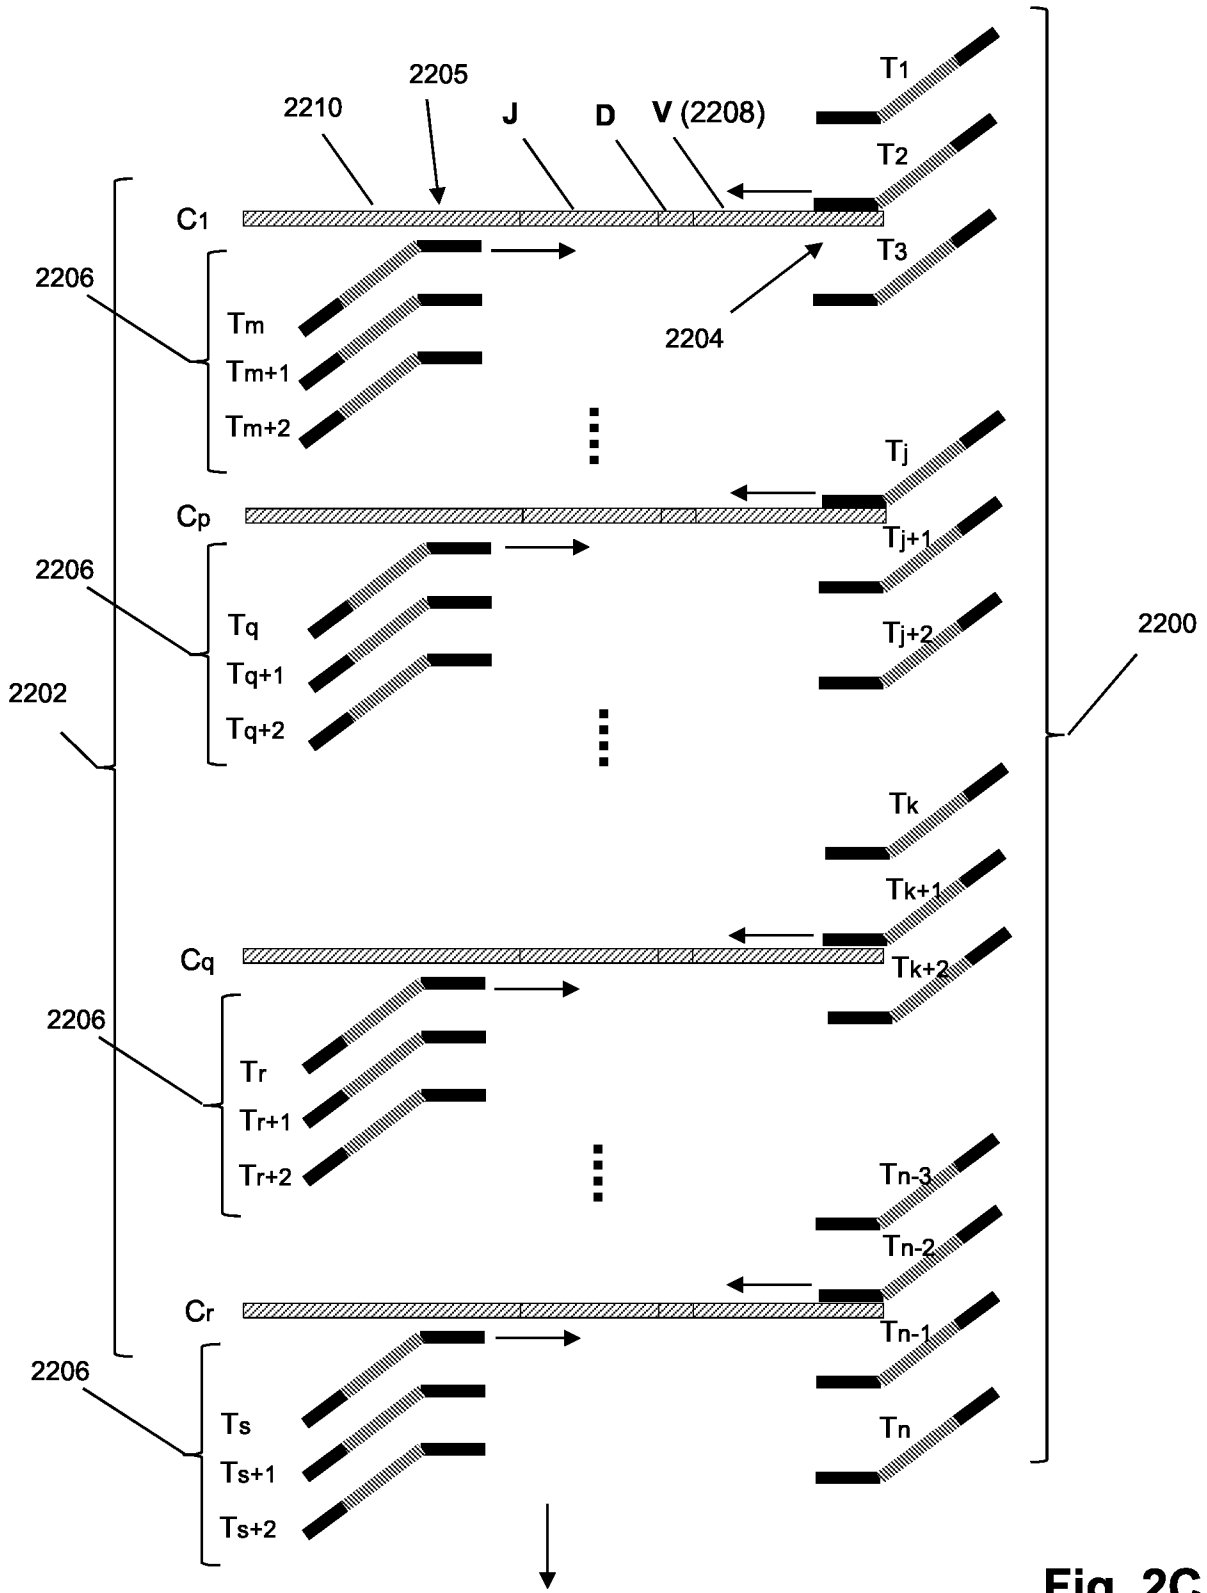 T1
2205
2210
J
D
V (2208)
T2
C1
T3
2206
Tm
2204
Tm+1
Tm+2
Tj
Cp
Tj+1
2206
Tq
Tj+2
2200
Tq+1
2202
Tq+2
Tk
Tk+1
Cq
Tk+2
2206
Tr
Tr+1
Tr+2
Tn-3
Tn-2
Cr
Tn-1
2206
Ts
Tn
Ts+1
Ts+2
Fig. 2C